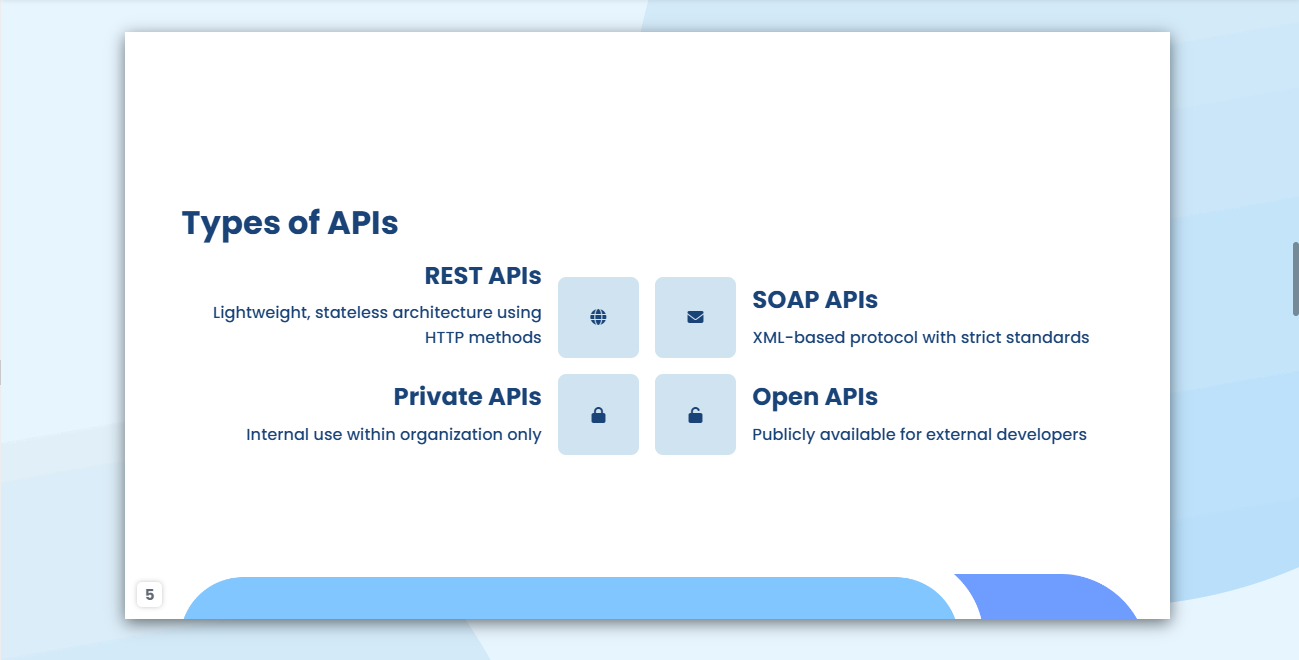 Types of APIs
REST APIs
Lightweight, stateless architecture using
HTTP methods
SOAP APIs
XML-based protocol with strict standards
Private APIs
Internal use within organization only
Open APIs
Publicly available for external developers
5